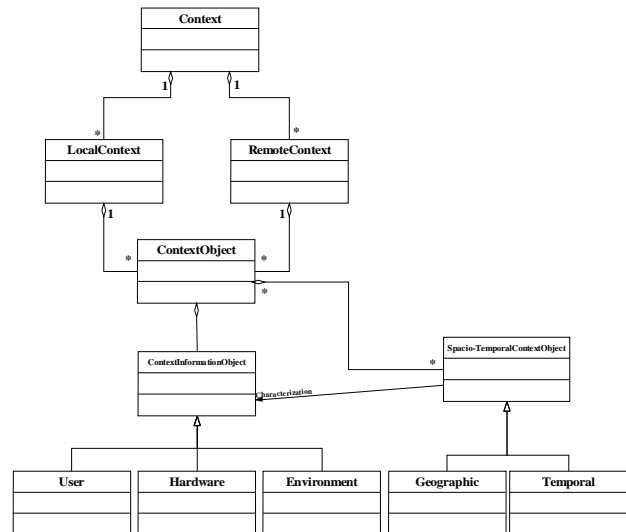 Context
1
1
*
*
LocalContext
RemoteContext
1
1
*
*
ContextObject
*
ContextInformationObject
Spacio-TemporalContextObject
*
Characterization
User
Hardware
Environment
Geographic
Temporal